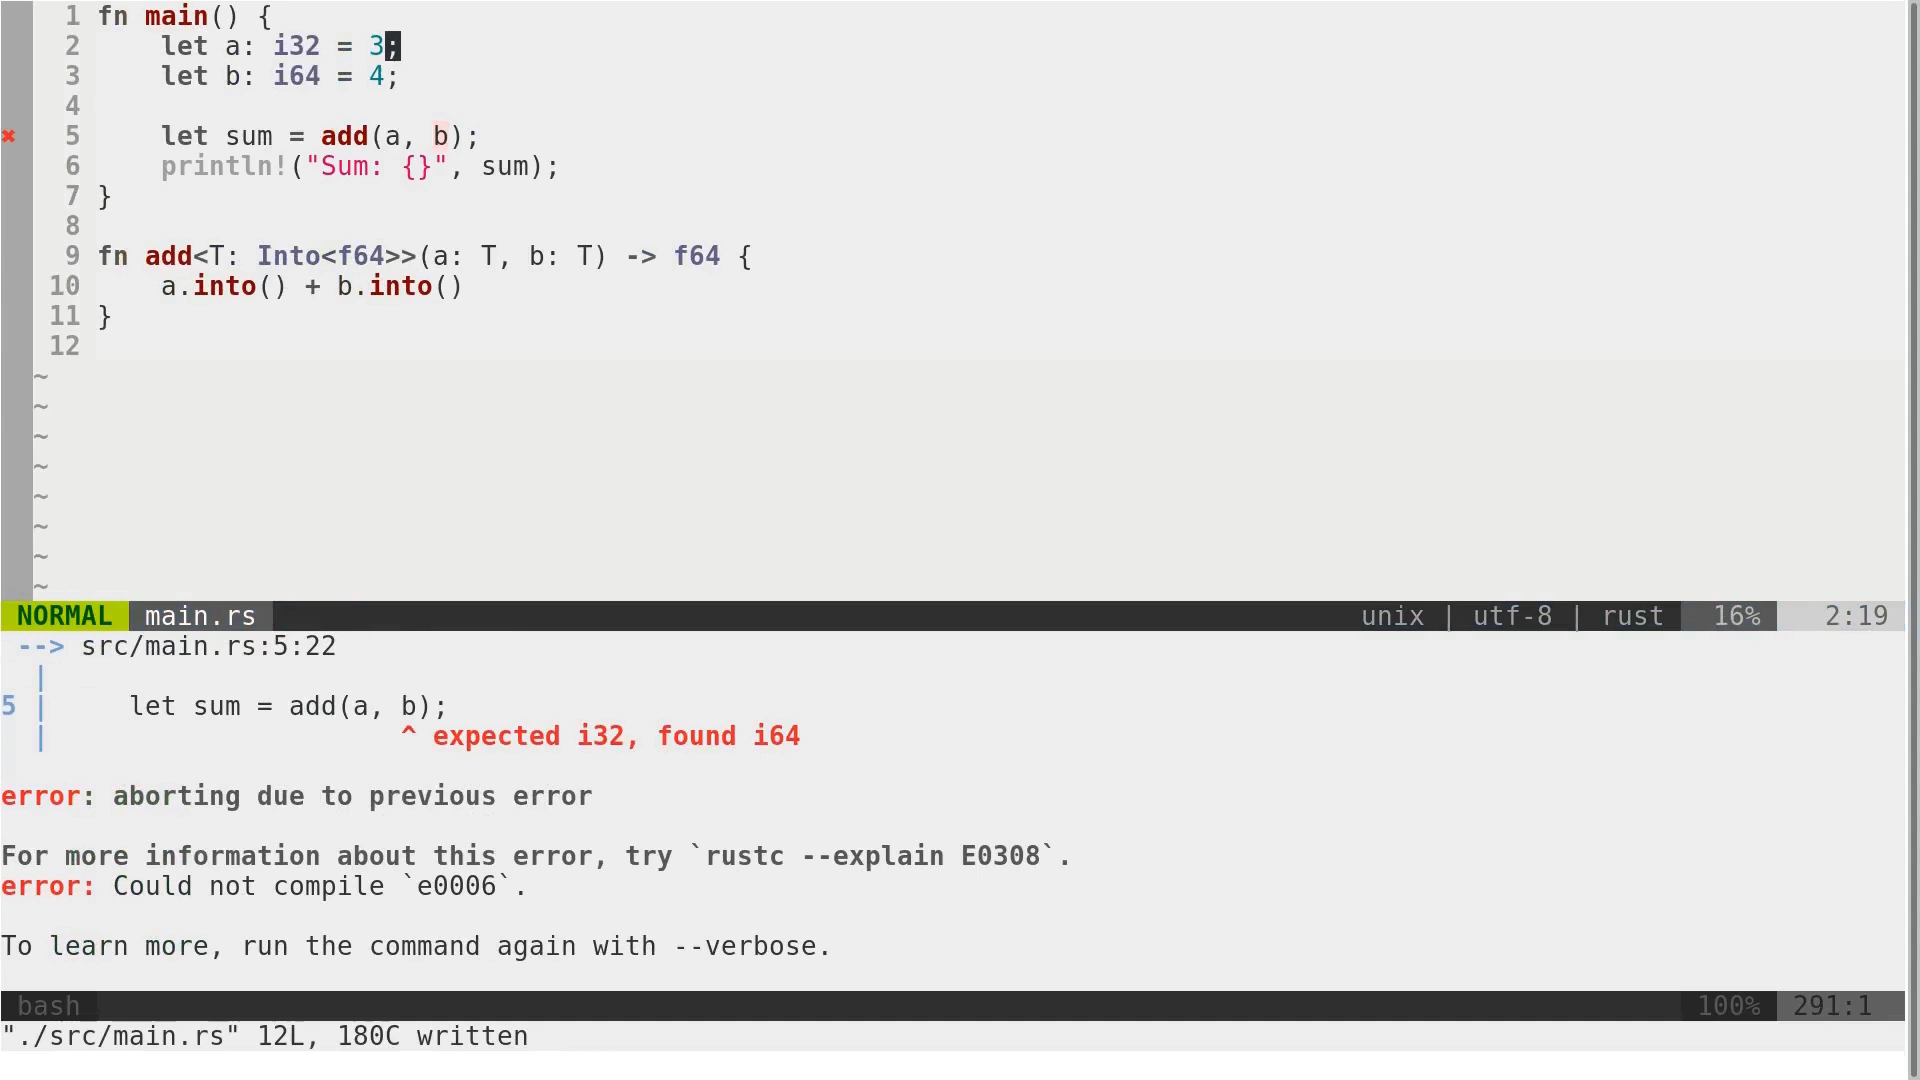 1 fn main() {
2     let a: i32 = 3;
3     let b: i64 = 4;
4
✖ 5     let sum = add(a, b);
6     println!("Sum: {}", sum);
7 }
8
9 fn add<T: Into<f64>>(a: T, b: T) -> f64 {
10     a.into() + b.into()
11 }
12
~
~
~
~
~
~
~
~
NORMAL main.rs unix | utf-8 | rust 16% 2:19
--> src/main.rs:5:22
  |
5 |     let sum = add(a, b);
  |                      ^ expected i32, found i64
error: aborting due to previous error
For more information about this error, try `rustc --explain E0308`.
error: Could not compile `e0006`.
To learn more, run the command again with --verbose.
bash 100% 291:1
"./src/main.rs" 12L, 180C written